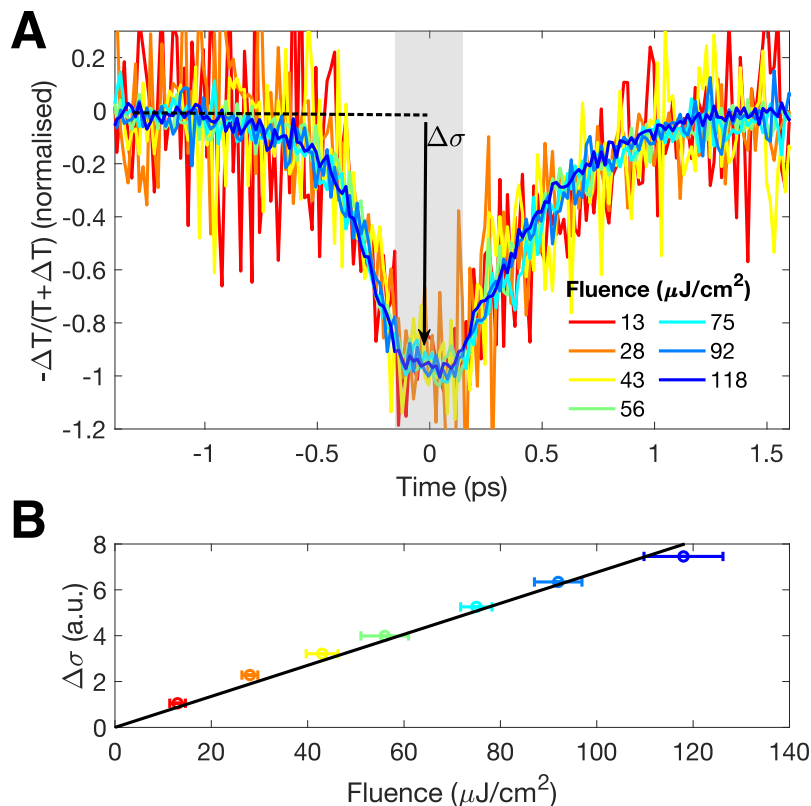 A
-ΔT/(T+ΔT) (normalised)
0.2
0
-0.2
-0.4
-0.6
-0.8
-1
-1.2
Δσ
Fluence (μJ/cm²)
13 75
28 92
43 118
56
-1 -0.5 0 0.5 1 1.5
Time (ps)
B
Δσ (a.u.)
8
6
4
2
0
0 20 40 60 80 100 120 140
Fluence (μJ/cm²)